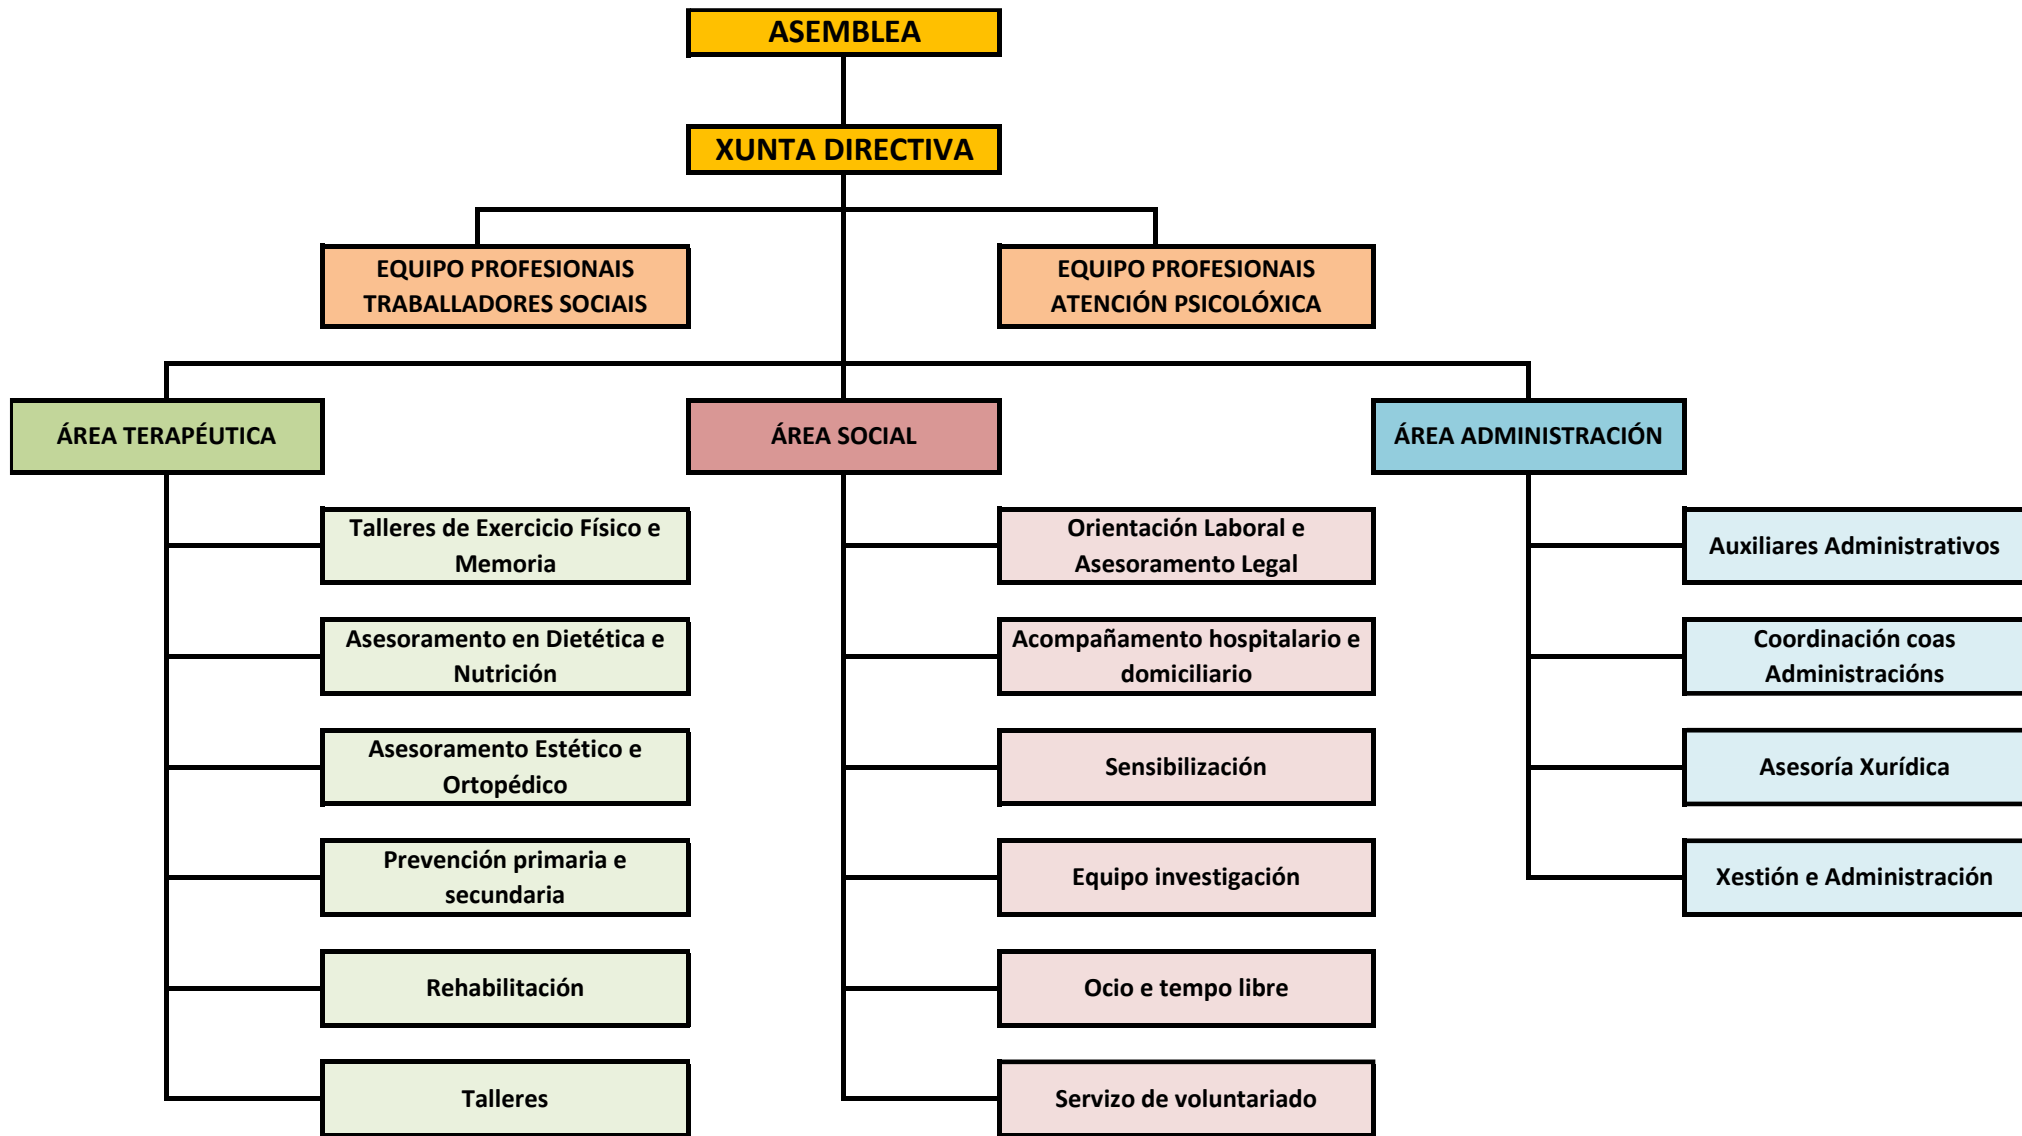 ASEMBLEA
XUNTA DIRECTIVA
EQUIPO PROFESIONAIS
TRABALLADORES SOCIAIS
EQUIPO PROFESIONAIS
ATENCIÓN PSICOLÓXICA
ÁREA TERAPÉUTICA
ÁREA SOCIAL
ÁREA ADMINISTRACIÓN
Talleres de Exercicio Físico e
Memoria
Asesoramento en Dietética e
Nutrición
Asesoramento Estético e
Ortopédico
Prevención primaria e
secundaria
Rehabilitación
Talleres
Orientación Laboral e
Asesoramento Legal
Acompañamento hospitalario e
domiciliario
Sensibilización
Equipo investigación
Ocio e tempo libre
Servizo de voluntariado
Auxiliares Administrativos
Coordinación coas
Administracións
Asesoría Xurídica
Xestión e Administración